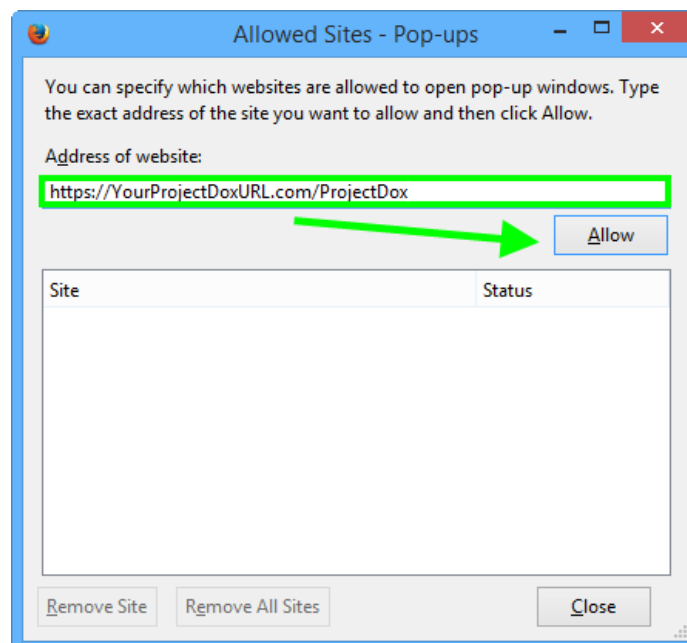 Allowed Sites - Pop-ups
You can specify which websites are allowed to open pop-up windows. Type
the exact address of the site you want to allow and then click Allow.
Address of website:
https://YourProjectDoxURL.com/ProjectDox
Allow
Site Status
Remove Site Remove All Sites Close